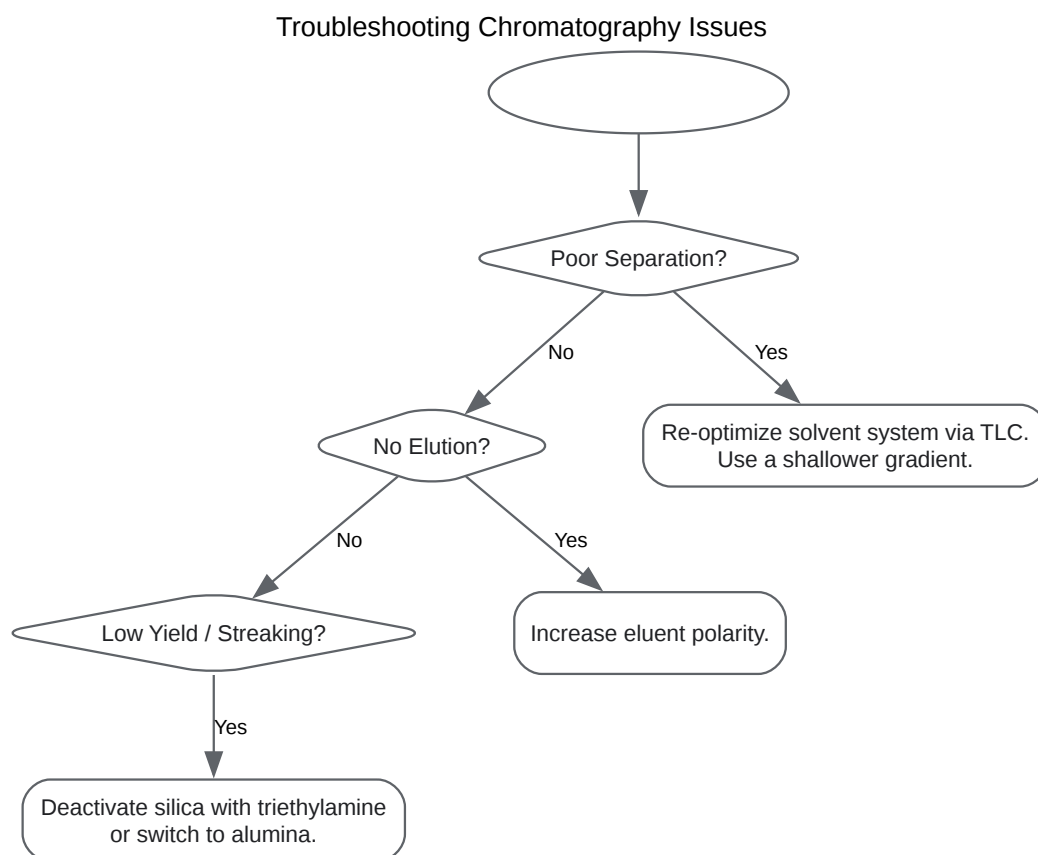 Troubleshooting Chromatography Issues
Poor Separation?
No
Yes
Re-optimize solvent system via TLC.
Use a shallower gradient.
No Elution?
No
Yes
Low Yield / Streaking?
Increase eluent polarity.
Yes
Deactivate silica with triethylamine
or switch to alumina.